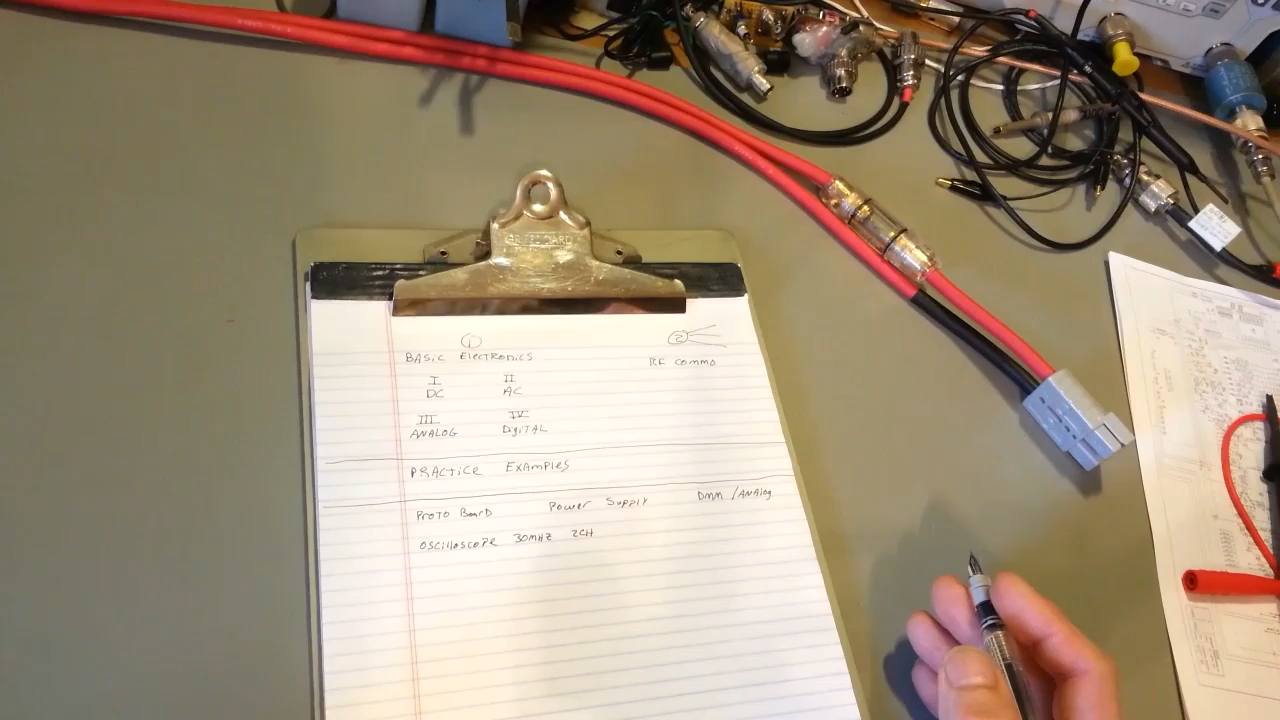 ① ②
BASIC ELECTRONICS RF COMMO
I II
DC AC
III IV
ANALOG DIGITAL
PRACTICE EXAMPLES
PROTO BOARD POWER SUPPLY DMM /ANALOG
OSCILLOSCOPE 30MHZ 2CH